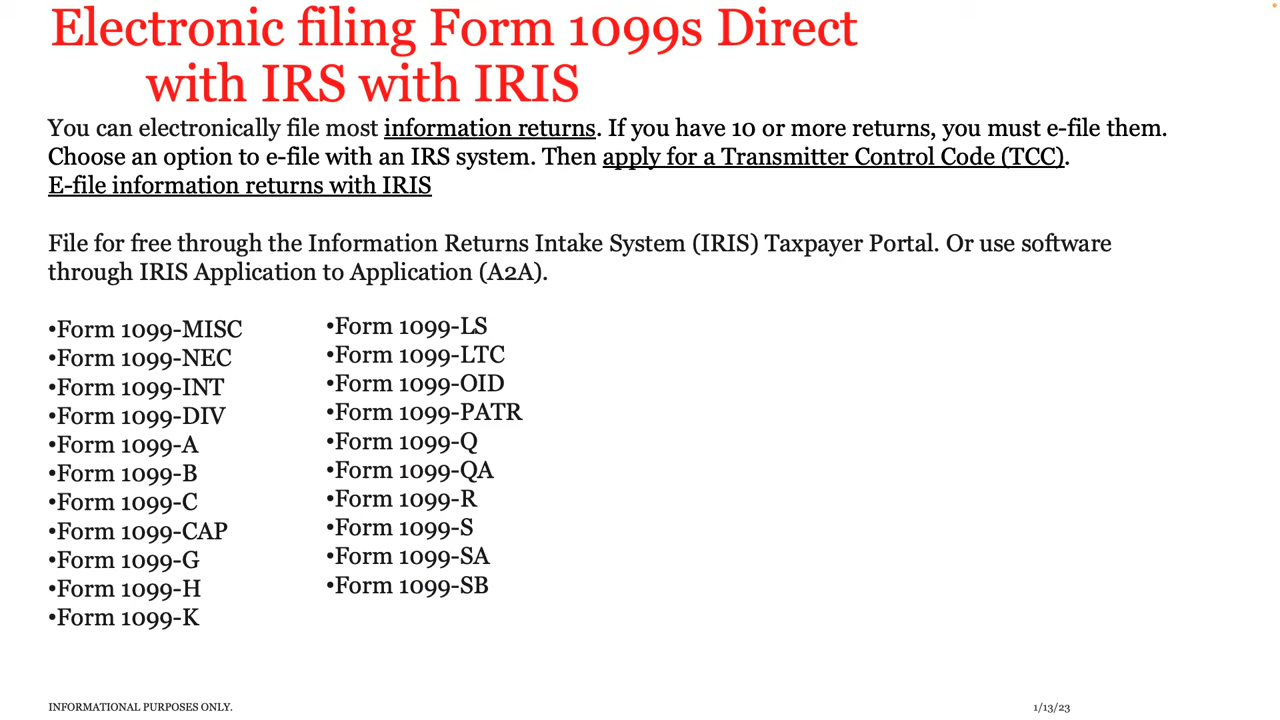 Electronic filing Form 1099s Direct
with IRS with IRIS
You can electronically file most information returns. If you have 10 or more returns, you must e-file them.
Choose an option to e-file with an IRS system. Then apply for a Transmitter Control Code (TCC).
E-file information returns with IRIS
File for free through the Information Returns Intake System (IRIS) Taxpayer Portal. Or use software
through IRIS Application to Application (A2A).
•Form 1099-MISC
•Form 1099-NEC
•Form 1099-INT
•Form 1099-DIV
•Form 1099-A
•Form 1099-B
•Form 1099-C
•Form 1099-CAP
•Form 1099-G
•Form 1099-H
•Form 1099-K
•Form 1099-LS
•Form 1099-LTC
•Form 1099-OID
•Form 1099-PATR
•Form 1099-Q
•Form 1099-QA
•Form 1099-R
•Form 1099-S
•Form 1099-SA
•Form 1099-SB
INFORMATIONAL PURPOSES ONLY.
1/13/23